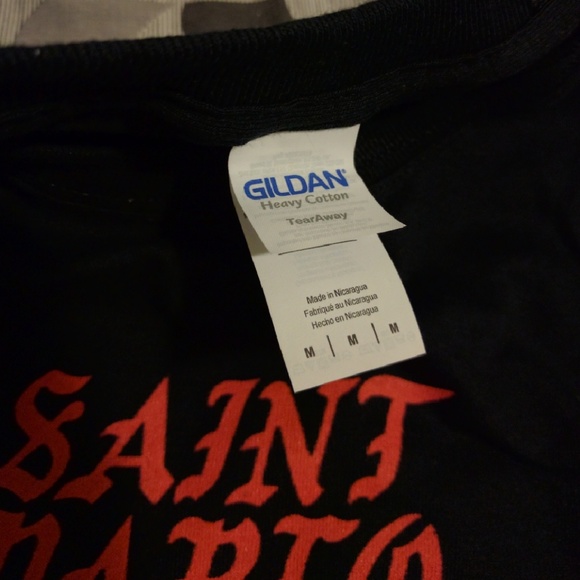 GILDAN®
Heavy Cotton
TearAway
Made in Nicaragua
Fabriqué au Nicaragua
Hecho en Nicaragua
M | M | M
SAINT